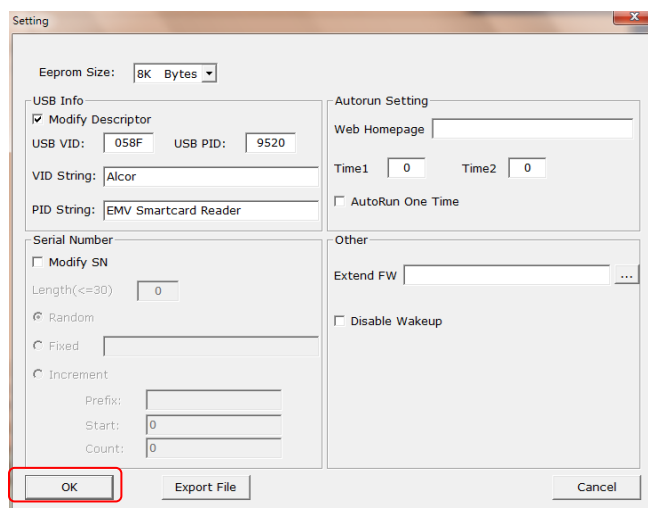 Setting
x
Eeprom Size: 8K Bytes
USB Info
Modify Descriptor
USB VID: 058F USB PID: 9520
VID String: Alcor
PID String: EMV Smartcard Reader
Autorun Setting
Web Homepage
Time1 0 Time2 0
AutoRun One Time
Serial Number
Modify SN
Length(<=30) 0
Random
Fixed
Increment
Prefix:
Start: 0
Count: 0
Other
Extend FW ...
Disable Wakeup
OK Export File Cancel